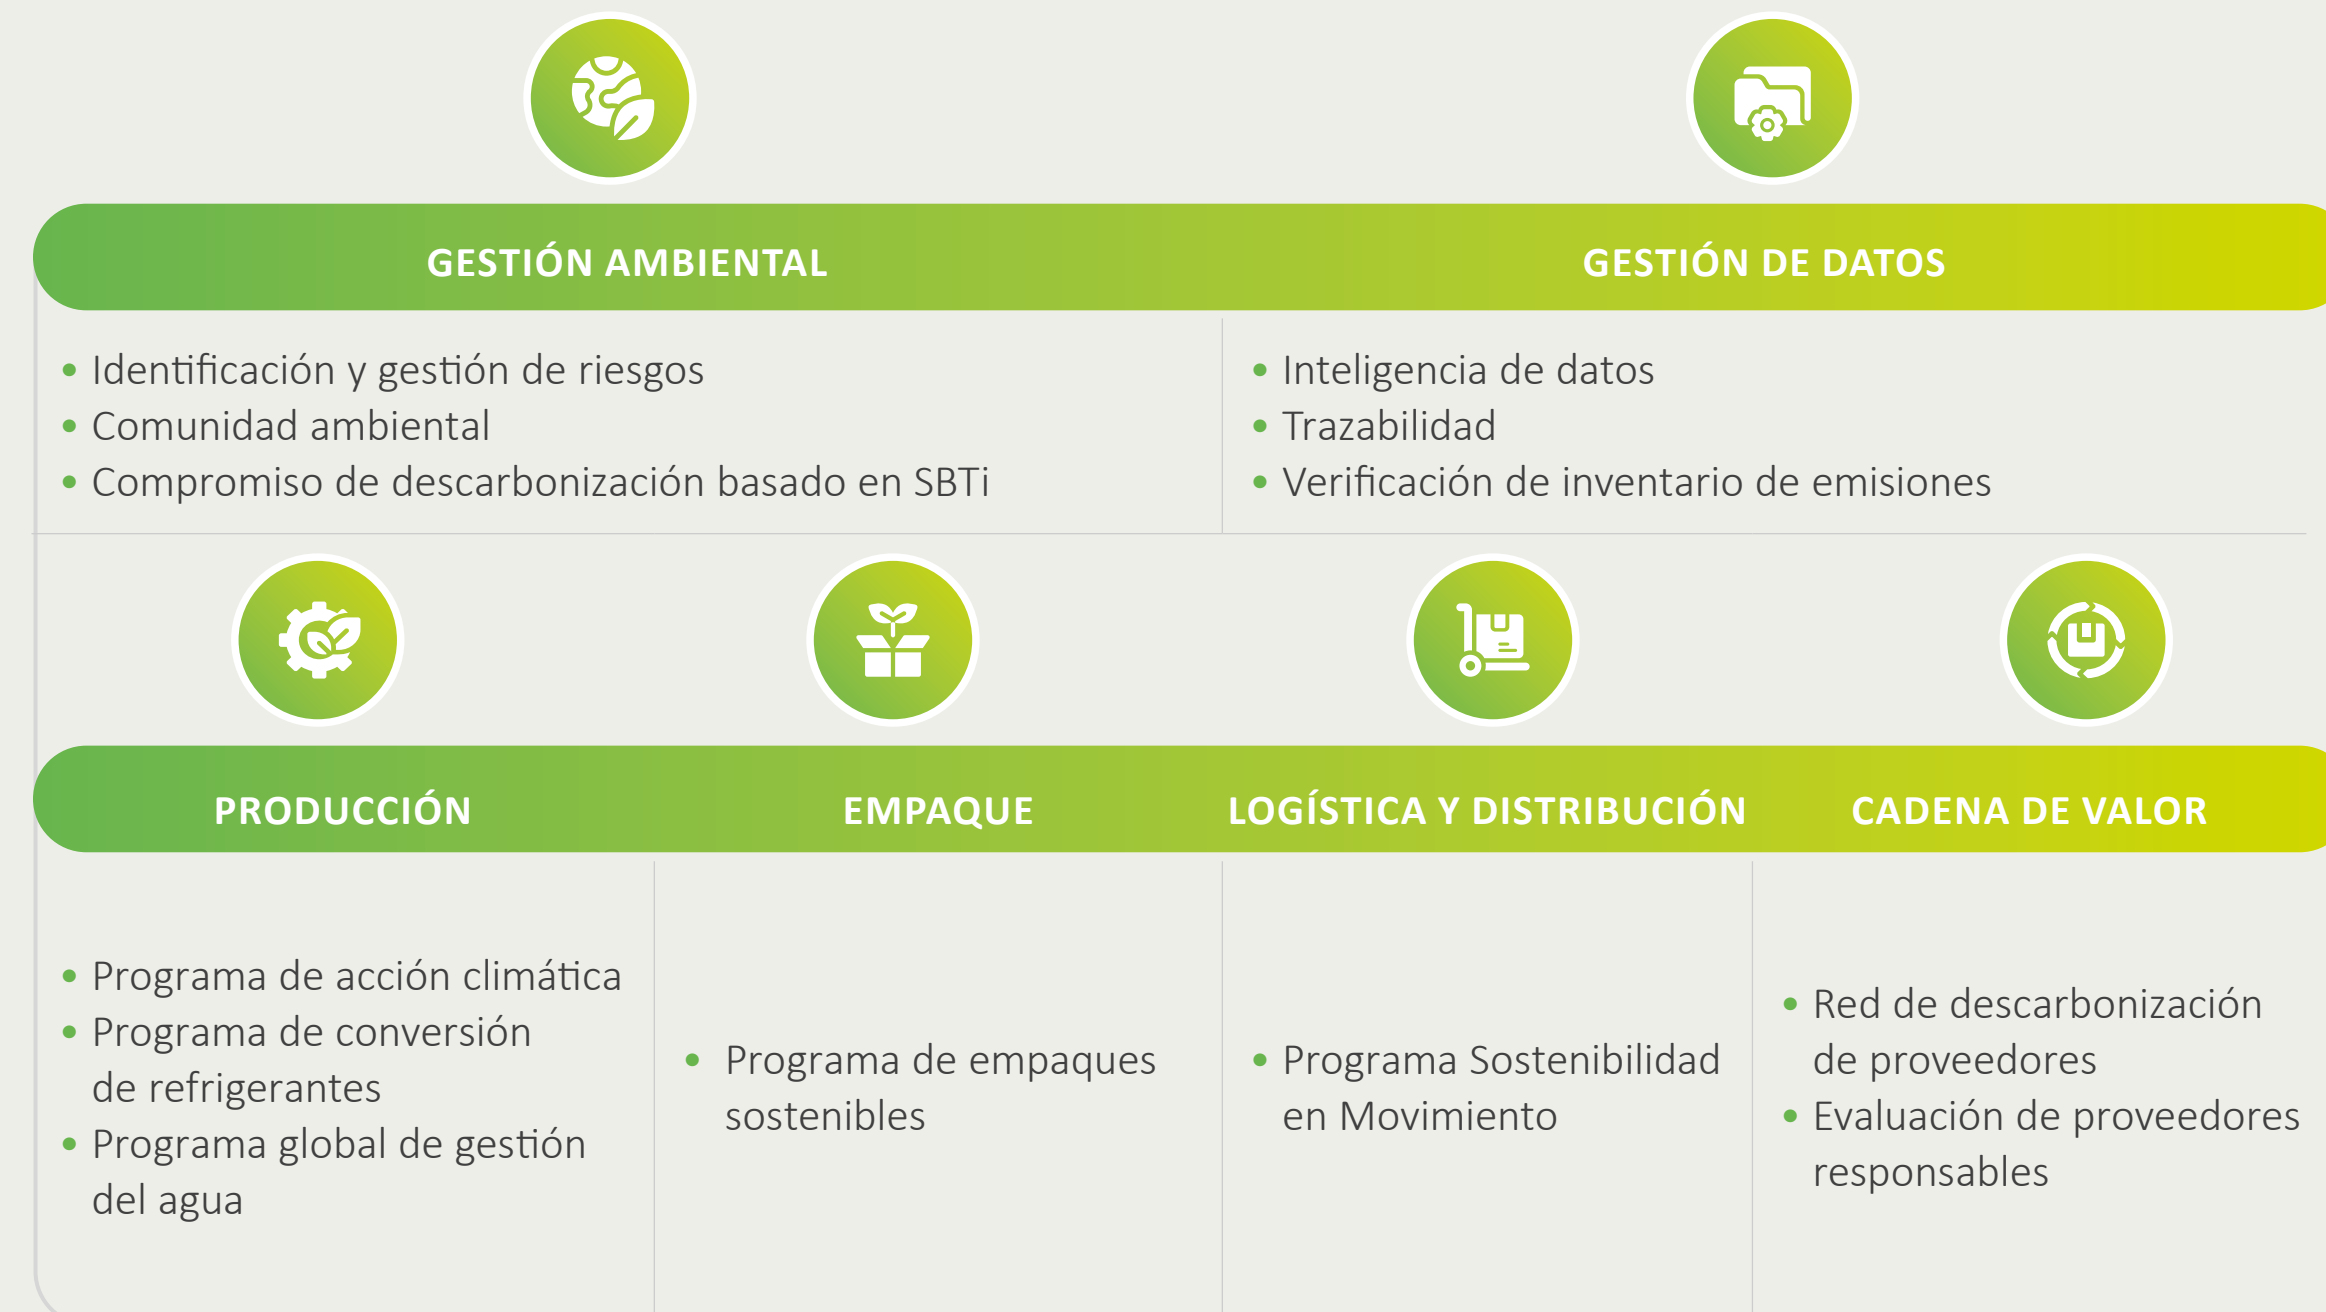 GESTIÓN AMBIENTAL
GESTIÓN DE DATOS
• Identificación y gestión de riesgos
• Comunidad ambiental
• Compromiso de descarbonización basado en SBTi
• Inteligencia de datos
• Trazabilidad
• Verificación de inventario de emisiones
PRODUCCIÓN
EMPAQUE
LOGÍSTICA Y DISTRIBUCIÓN
CADENA DE VALOR
• Programa de acción climática
• Programa de conversión
de refrigerantes
• Programa global de gestión
del agua
• Programa de empaques
sostenibles
• Programa Sostenibilidad
en Movimiento
• Red de descarbonización
de proveedores
• Evaluación de proveedores
responsables